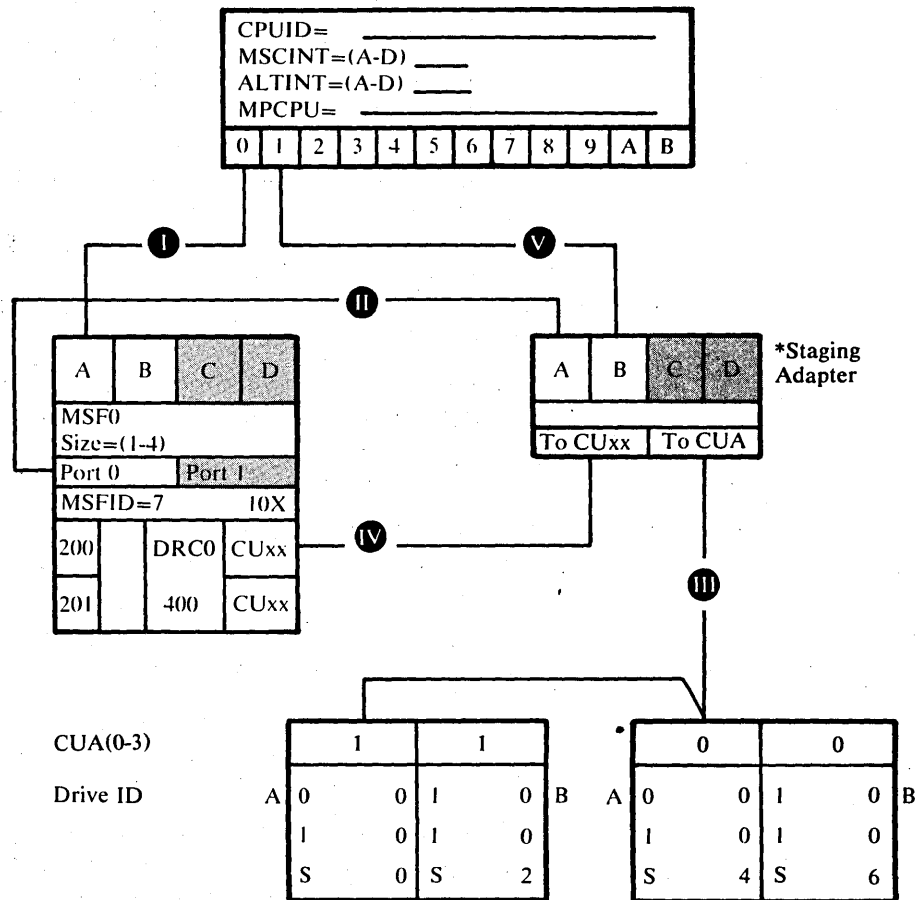 CPUID=
MSCINT=(A-D)
ALTINT=(A-D)
MPCPU=
0 1 2 3 4 5 6 7 8 9 A B
I V
II
A B C D
A B C D
*Staging
Adapter
MSF0
Size=(1-4)
To CUxx To CUA
Port 0 Port 1
MSFID=7 10X
200 DRC0 CUxx
IV
201 400 CUxx
III
CUA(0-3) 1 1 0 0
Drive ID A 0 0 1 0 B A 0 0 1 0 B
1 0 1 0 1 0 1 0
S 0 S 2 S 4 S 6